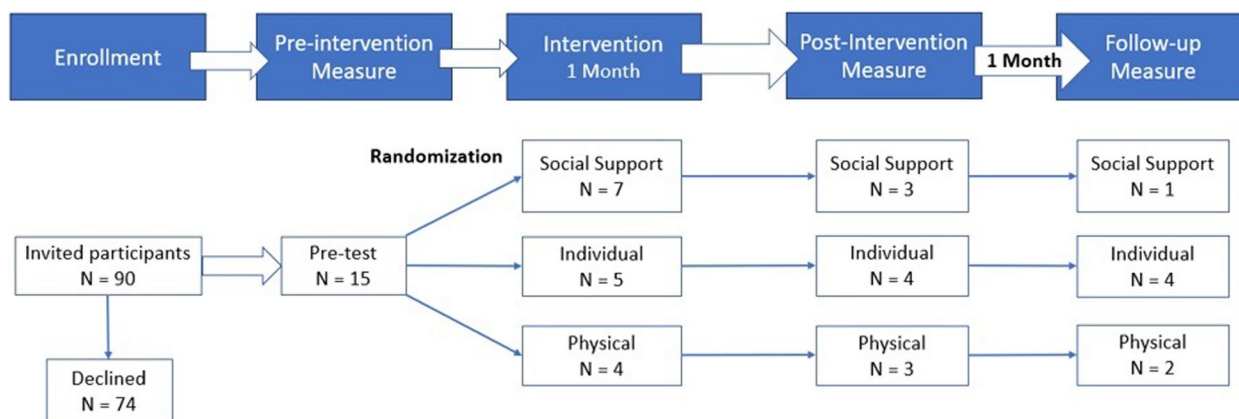 Enrollment
Pre-intervention
Measure
Intervention
1 Month
Post-Intervention
Measure
1 Month
Follow-up
Measure
Randomization
Social Support
N = 7
Social Support
N = 3
Social Support
N = 1
Invited participants
N = 90
Pre-test
N = 15
Individual
N = 5
Individual
N = 4
Individual
N = 4
Declined
N = 74
Physical
N = 4
Physical
N = 3
Physical
N = 2